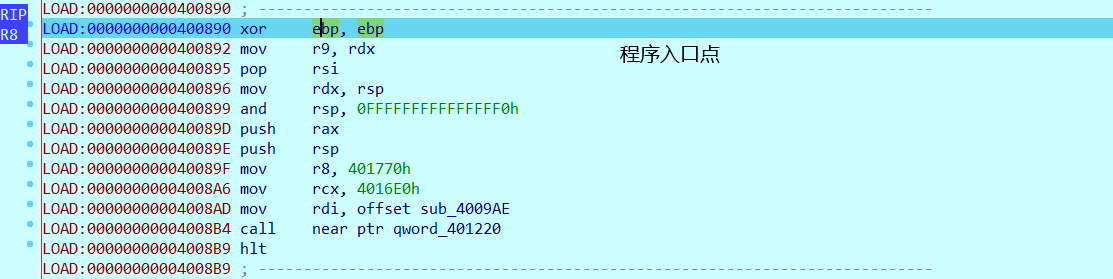 LOAD:0000000000400890 ; ---------------------------------------------------------------------------
RIP LOAD:0000000000400890 xor ebp, ebp
R8 LOAD:0000000000400892 mov r9, rdx
程序入口点
LOAD:0000000000400895 pop rsi
LOAD:0000000000400896 mov rdx, rsp
LOAD:0000000000400899 and rsp, 0FFFFFFFFFFFFFFF0h
LOAD:000000000040089D push rax
LOAD:000000000040089E push rsp
LOAD:000000000040089F mov r8, 401770h
LOAD:00000000004008A6 mov rcx, 4016E0h
LOAD:00000000004008AD mov rdi, offset sub_4009AE
LOAD:00000000004008B4 call near ptr qword_401220
LOAD:00000000004008B9 hlt
LOAD:00000000004008B9 ; ---------------------------------------------------------------------------